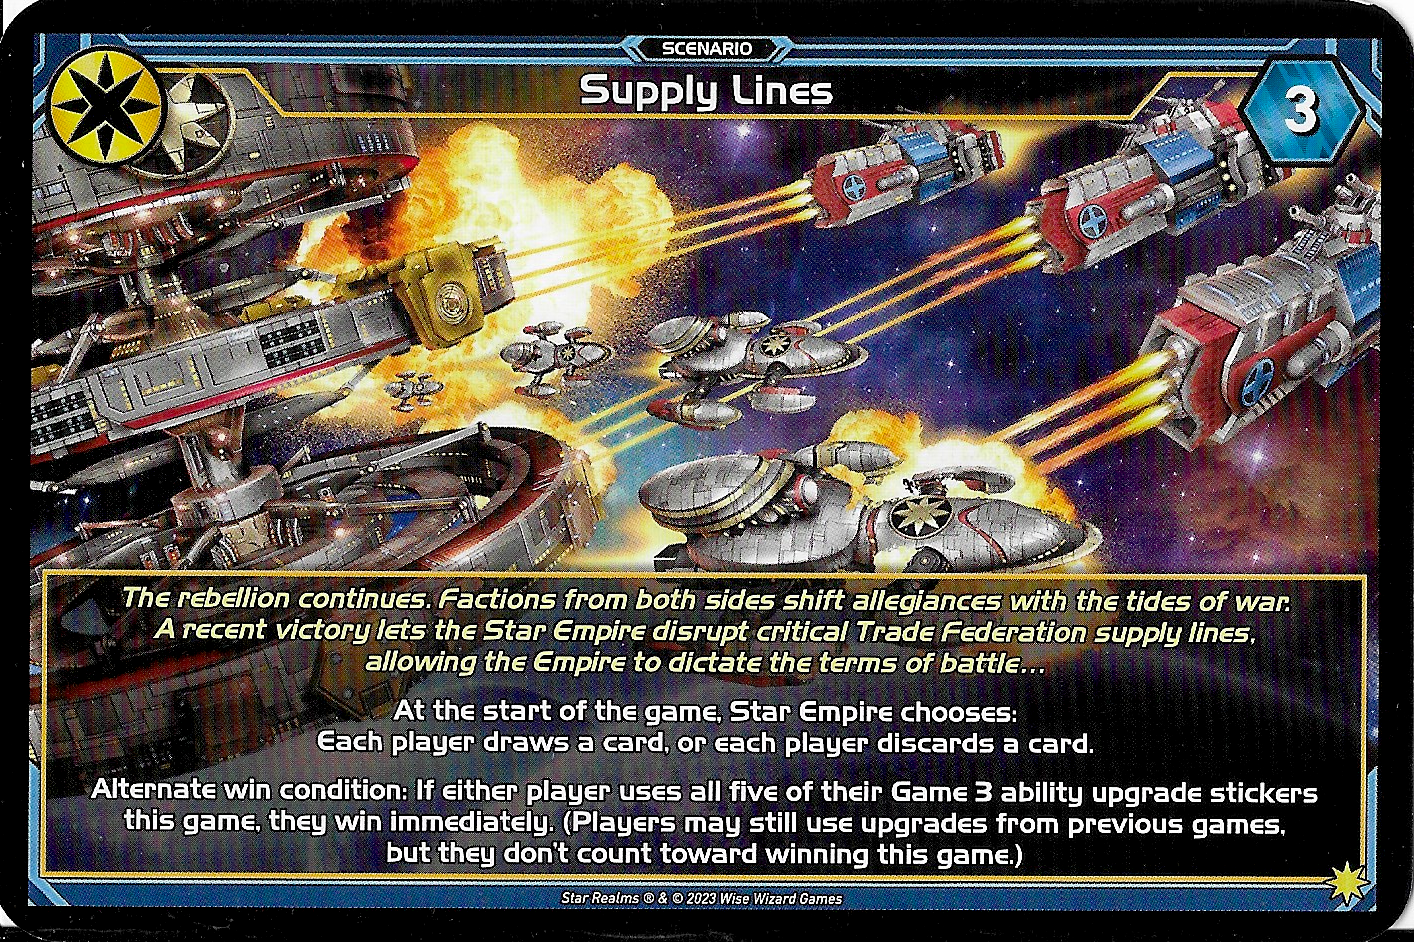 SCENARIO
Supply Lines
3
The rebellion continues. Factions from both sides shift allegiances with the tides of war.
A recent victory lets the Star Empire disrupt critical Trade Federation supply lines,
allowing the Empire to dictate the terms of battle...
At the start of the game, Star Empire chooses:
Each player draws a card, or each player discards a card.
Alternate win condition: If either player uses all five of their Game 3 ability upgrade stickers
this game, they win immediately. (Players may still use upgrades from previous games,
but they don't count toward winning this game.)
Star Realms ® & © 2023 Wise Wizard Games